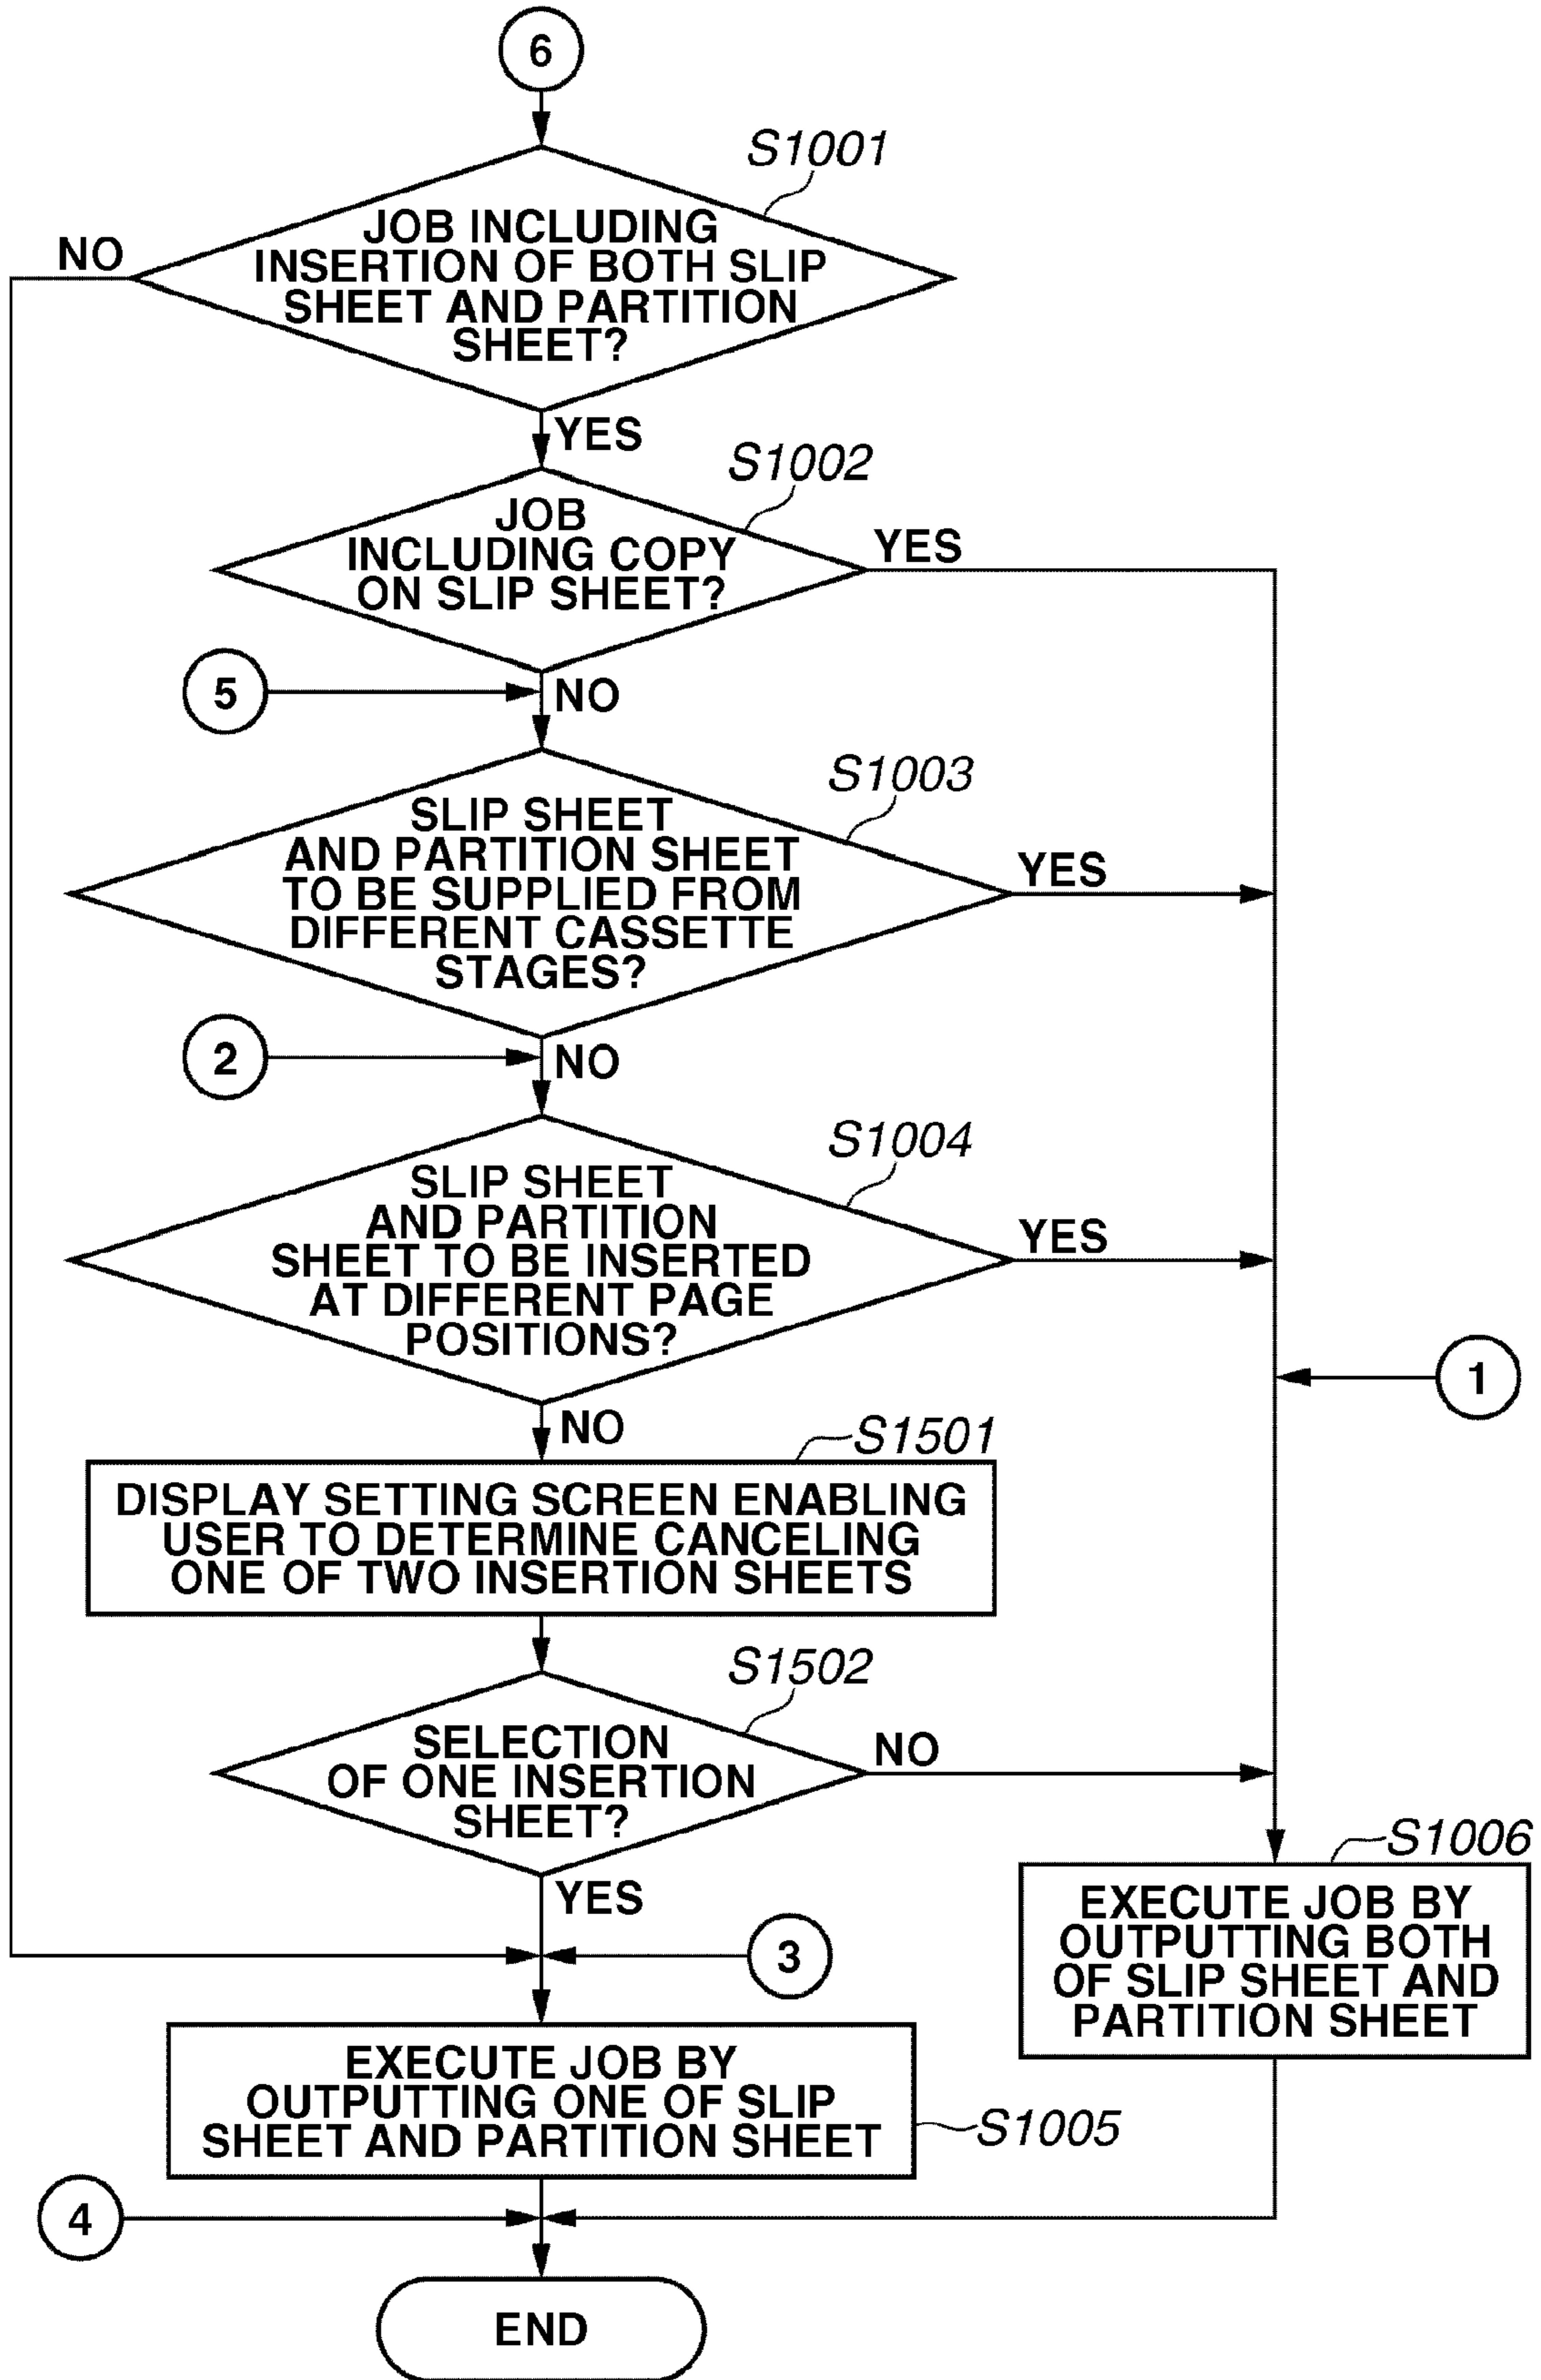 6
S1001
JOB INCLUDING
INSERTION OF BOTH SLIP
SHEET AND PARTITION
SHEET?
NO
YES
S1002
JOB
INCLUDING COPY
ON SLIP SHEET?
YES
5
NO
S1003
SLIP SHEET
AND PARTITION SHEET
TO BE SUPPLIED FROM
DIFFERENT CASSETTE
STAGES?
YES
2
NO
S1004
SLIP SHEET
AND PARTITION
SHEET TO BE INSERTED
AT DIFFERENT PAGE
POSITIONS?
YES
1
NO
S1501
DISPLAY SETTING SCREEN ENABLING
USER TO DETERMINE CANCELING
ONE OF TWO INSERTION SHEETS
S1502
SELECTION
OF ONE INSERTION
SHEET?
NO
YES
S1006
EXECUTE JOB BY
OUTPUTTING BOTH
OF SLIP SHEET AND
PARTITION SHEET
3
EXECUTE JOB BY
OUTPUTTING ONE OF SLIP
SHEET AND PARTITION SHEET
S1005
4
END